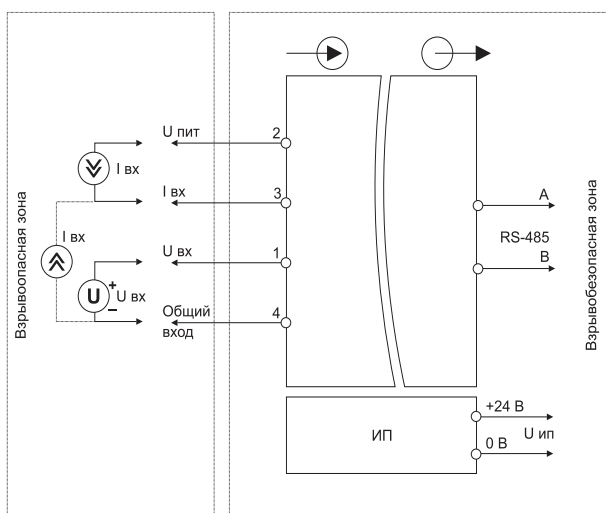 Взрывоопасная зона
Взрывобезопасная зона
U пит
2
I вх
I вх
3
I вх
U вх
1
U
+
–
U вх
Общий
вход
4
A
RS-485
B
ИП
+24 В
U ип
0 В